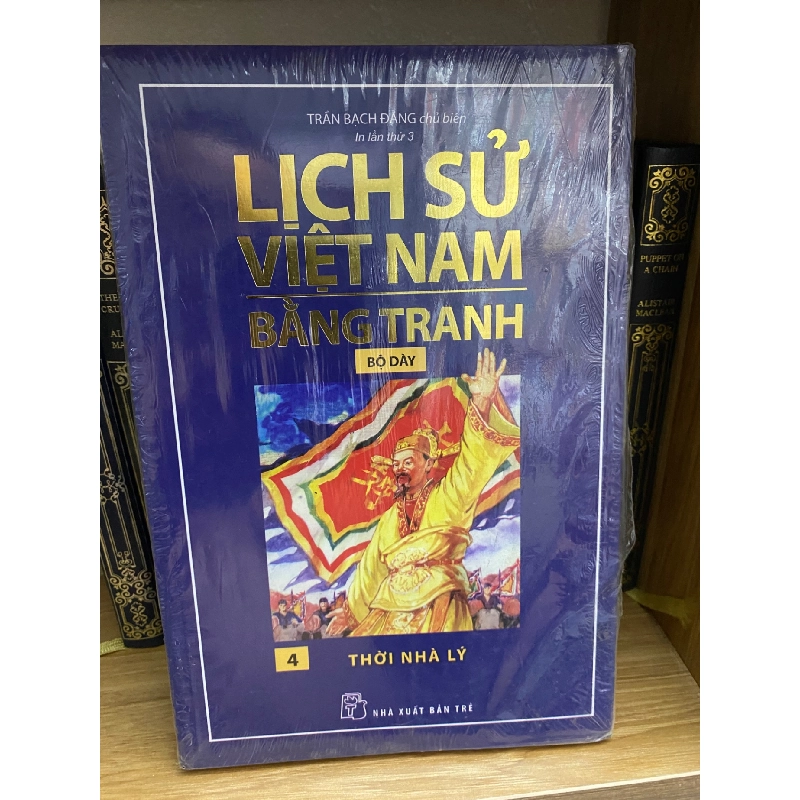 TRẦN BẠCH ĐẰNG chủ biên
In lần thứ 3
LỊCH SỬ
VIỆT NAM
BẰNG TRANH
BỘ DÀY
4 THỜI NHÀ LÝ
NHÀ XUẤT BẢN TRẺ
PUPPET ON
A CHAIN
ALISTAIR